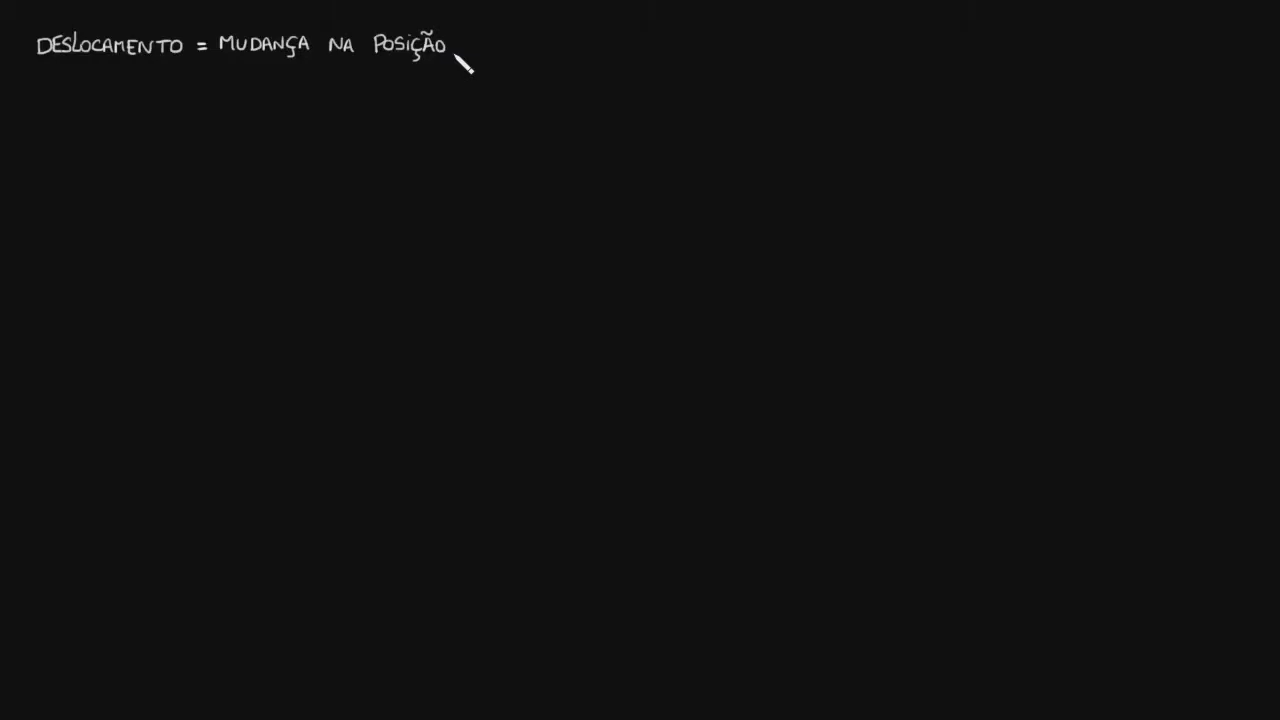 DESLOCAMENTO = MUDANÇA NA POSIÇÃO